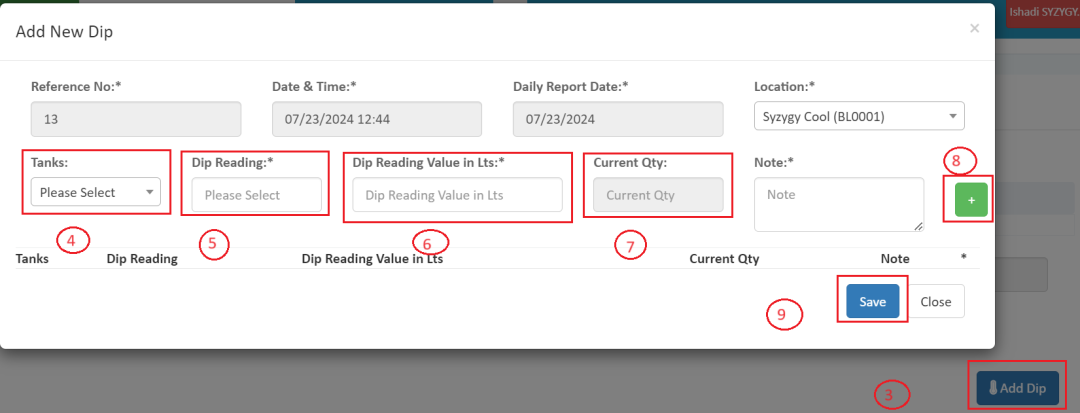 Ishadi SYZYGY.
Add New Dip ×
Reference No:* Date & Time:* Daily Report Date:* Location:*
13 07/23/2024 12:44 07/23/2024 Syzygy Cool (BL0001)
Tanks: Dip Reading:* Dip Reading Value in Lts:* Current Qty: Note:* 8
Please Select Please Select Dip Reading Value in Lts Current Qty Note +
4 5 6 7
Tanks Dip Reading Dip Reading Value in Lts Current Qty Note *
9 Save Close
3 Add Dip